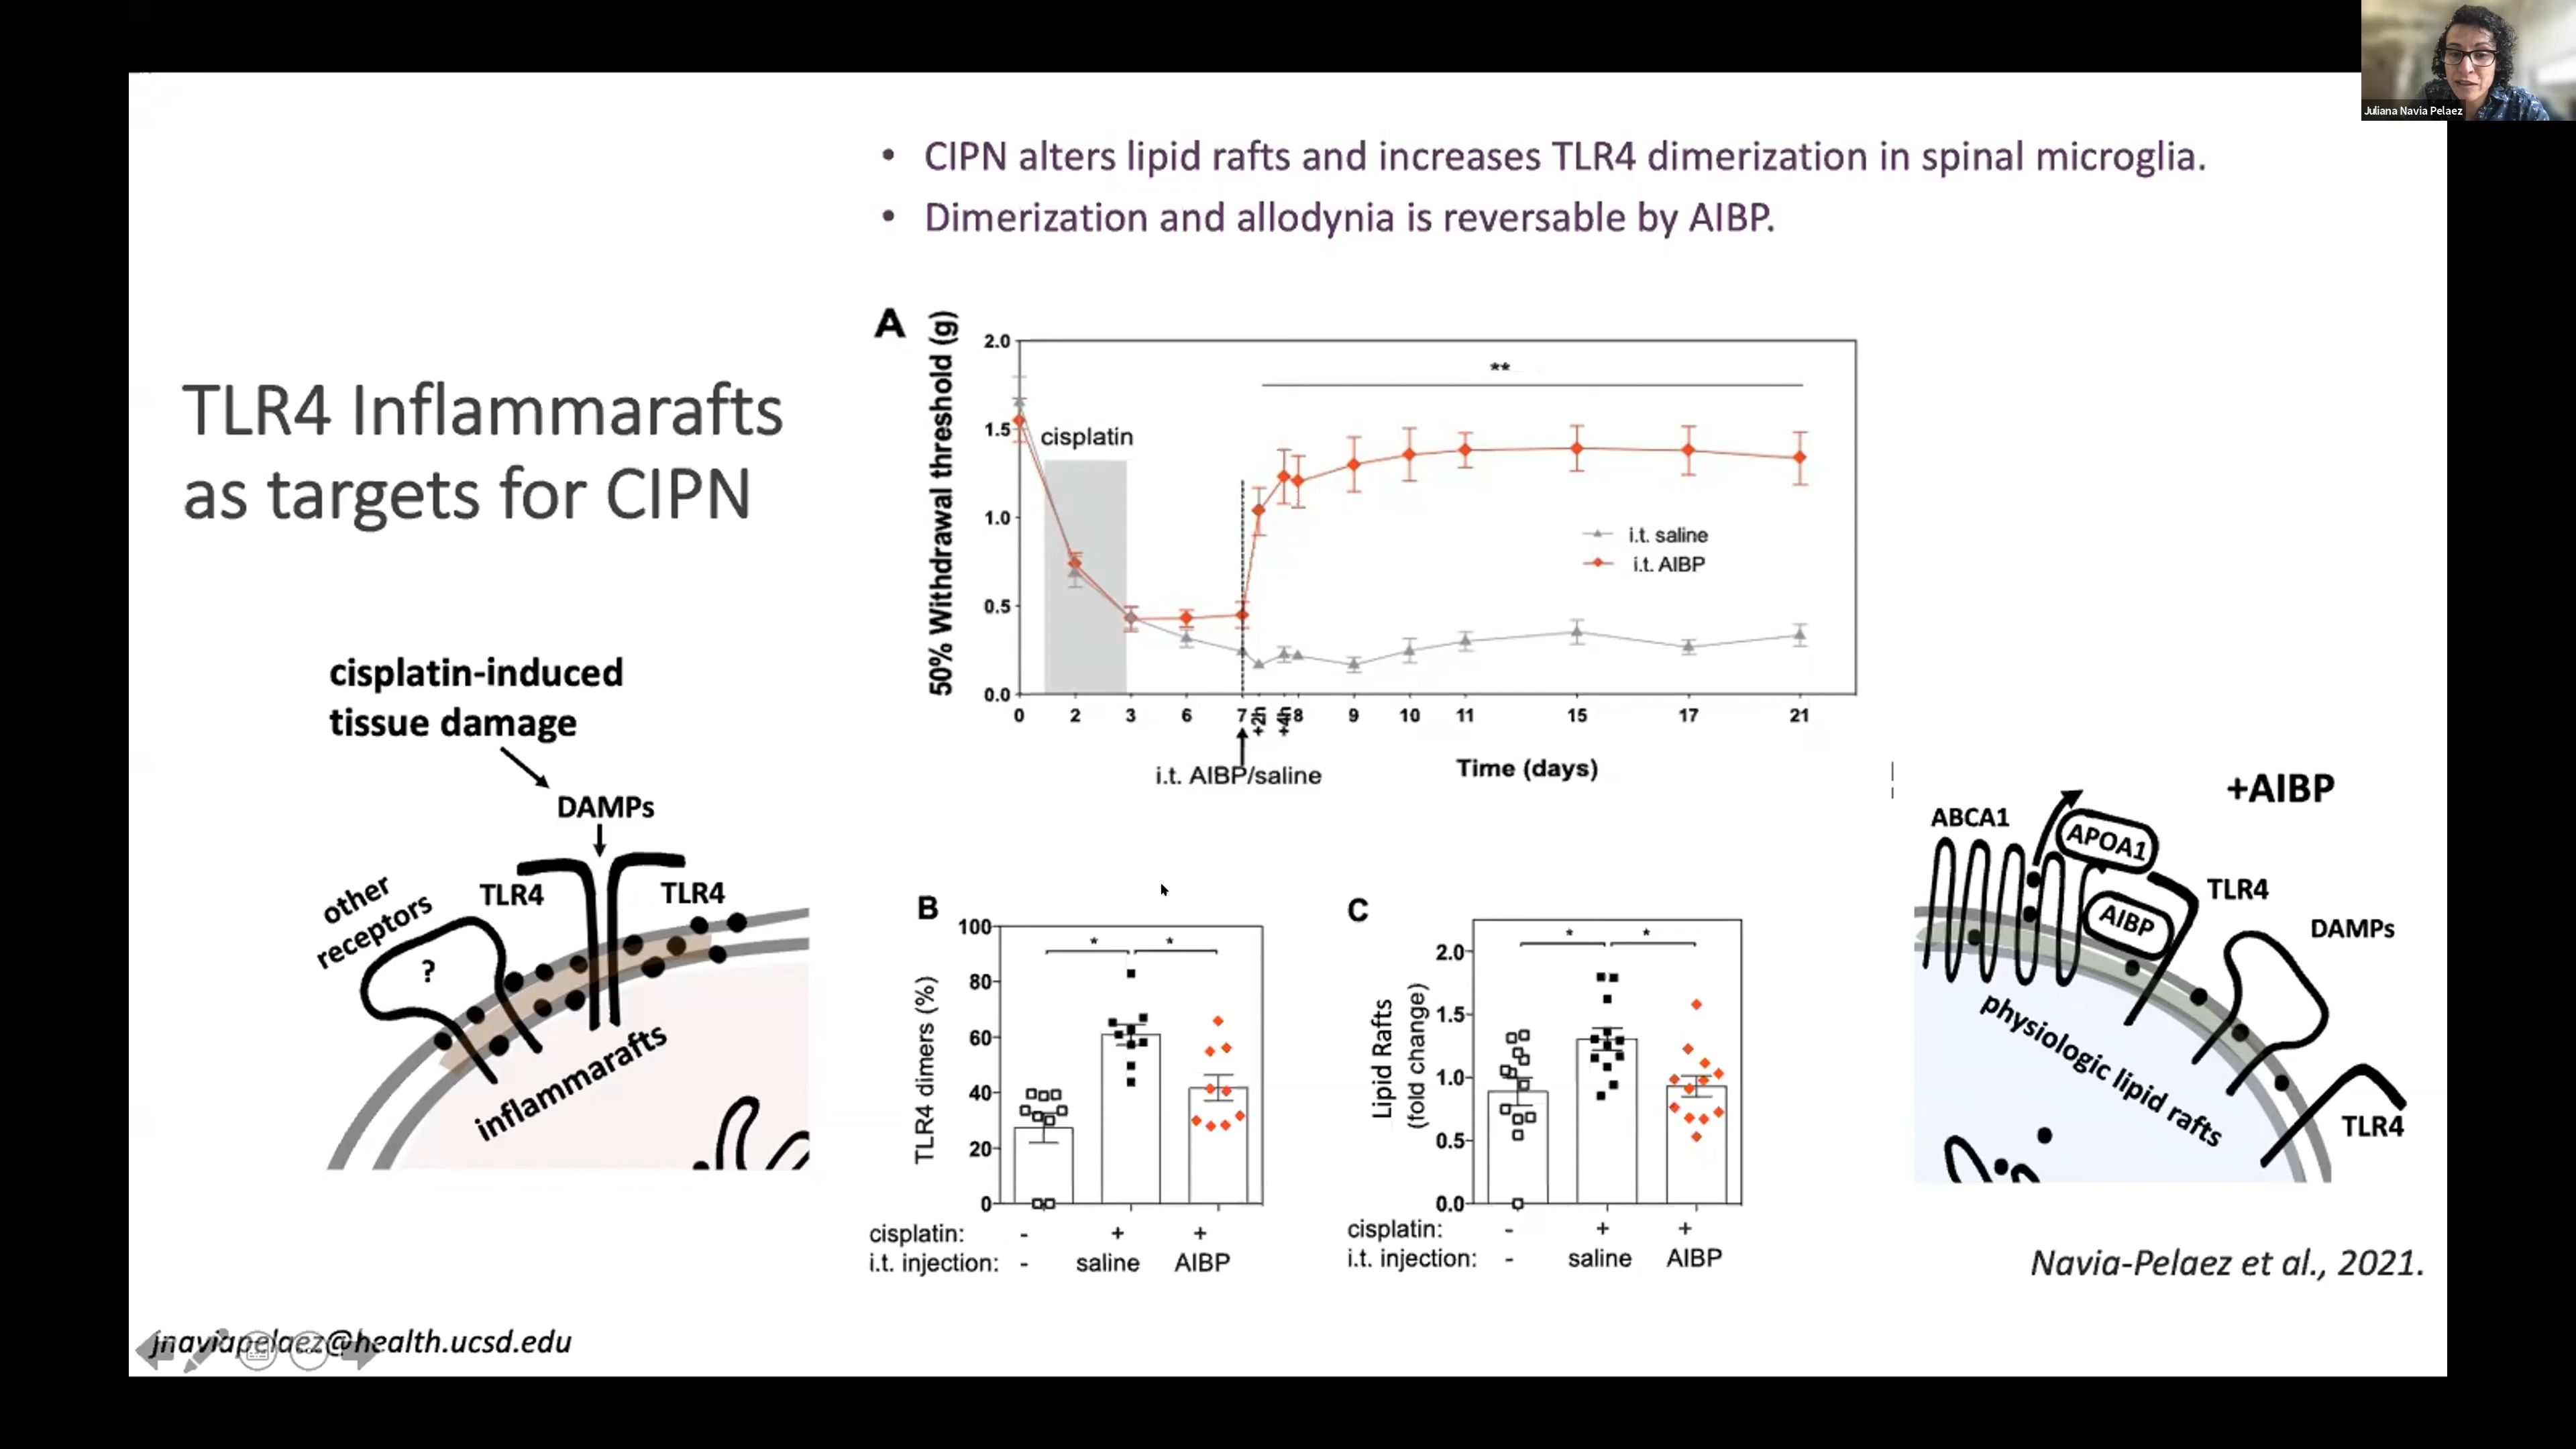 Juliana Navia Pelaez
• CIPN alters lipid rafts and increases TLR4 dimerization in spinal microglia.
• Dimerization and allodynia is reversable by AIBP.
TLR4 Inflammarafts
as targets for CIPN
A
50% Withdrawal threshold (g)
2.0
1.5
1.0
0.5
0.0
cisplatin
**
i.t. saline
i.t. AIBP
0 2 3 6 7 +2h +4h 8 9 10 11 15 17 21
i.t. AIBP/saline
Time (days)
cisplatin-induced
tissue damage
DAMPs
TLR4
TLR4
other
receptors
?
inflammarafts
B
TLR4 dimers (%)
100
80
60
40
20
0
* *
cisplatin: - + +
i.t. injection: - saline AIBP
C
Lipid Rafts
(fold change)
2.0
1.5
1.0
0.5
0.0
* *
cisplatin: - + +
i.t. injection: - saline AIBP
+AIBP
ABCA1
APOA1
AIBP
TLR4
DAMPs
physiologic lipid rafts
TLR4
Navia-Pelaez et al., 2021.
jnaviapelaez@health.ucsd.edu